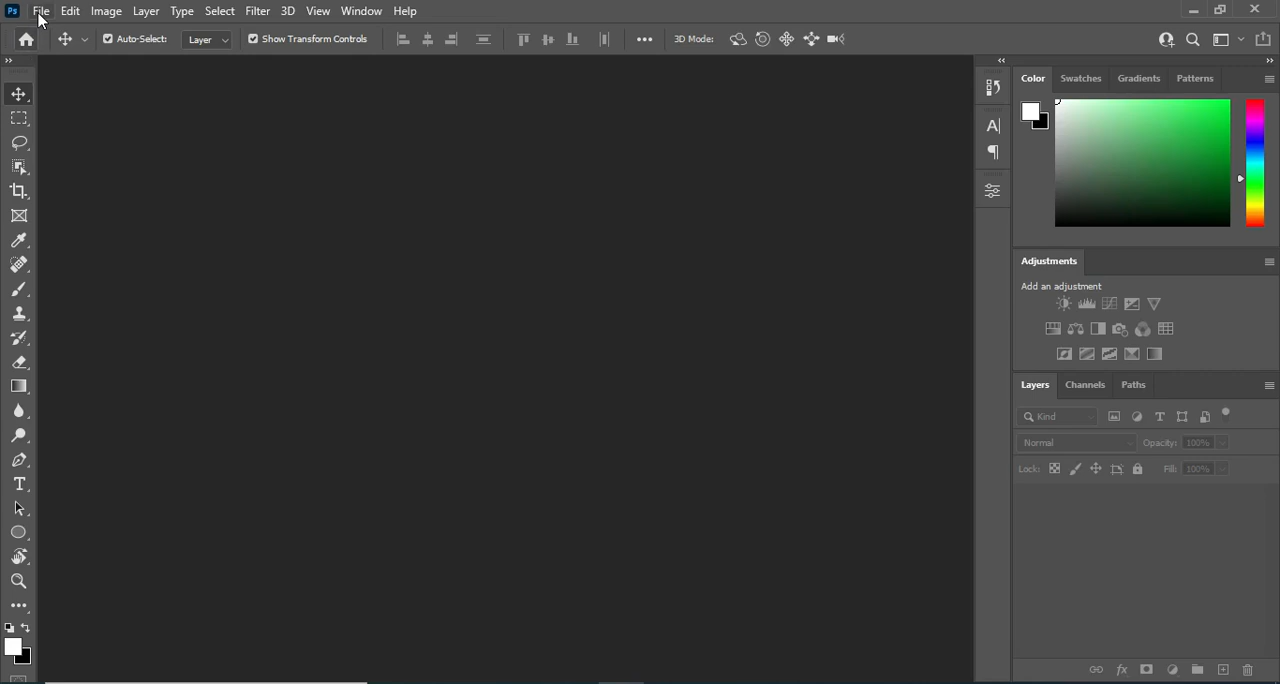 Ps File Edit Image Layer Type Select Filter 3D View Window Help
Auto-Select: Layer Show Transform Controls 3D Mode:
Color Swatches Gradients Patterns
Adjustments
Add an adjustment
Layers Channels Paths
Kind
Normal Opacity: 100%
Lock: Fill: 100%